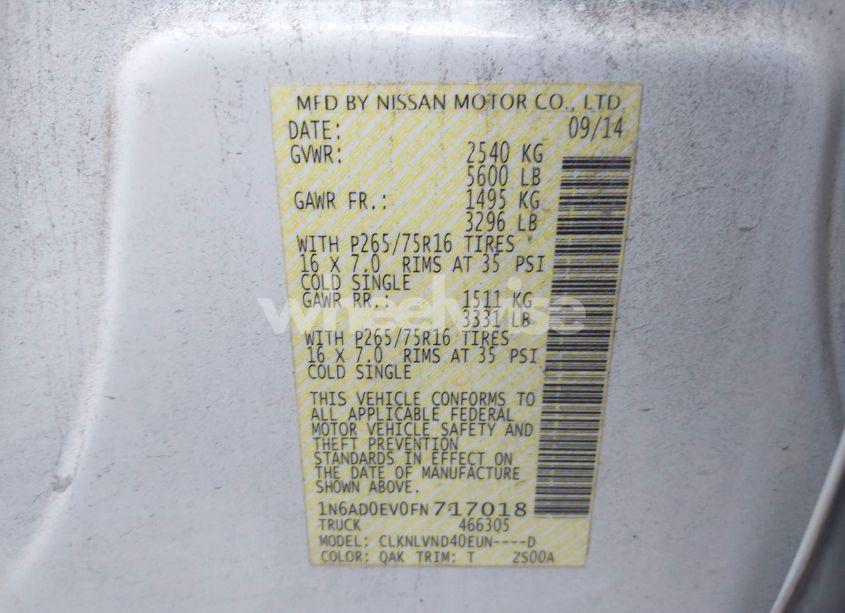 MFD BY NISSAN MOTOR CO., LTD.
DATE: 09/14
GVWR: 2540 KG
5600 LB
GAWR FR.: 1495 KG
3296 LB
WITH P265/75R16 TIRES
16 X 7.0 RIMS AT 35 PSI
COLD SINGLE
GAWR RR.: 1511 KG
3331 LB
wheelwise
WITH P265/75R16 TIRES
16 X 7.0 RIMS AT 35 PSI
COLD SINGLE
THIS VEHICLE CONFORMS TO
ALL APPLICABLE FEDERAL
MOTOR VEHICLE SAFETY AND
THEFT PREVENTION
STANDARDS IN EFFECT ON
THE DATE OF MANUFACTURE
SHOWN ABOVE.
1N6AD0EV0FN717018
TRUCK 466305
MODEL: CLKNLVND40EUN----D
COLOR: QAK TRIM: T ZS00A